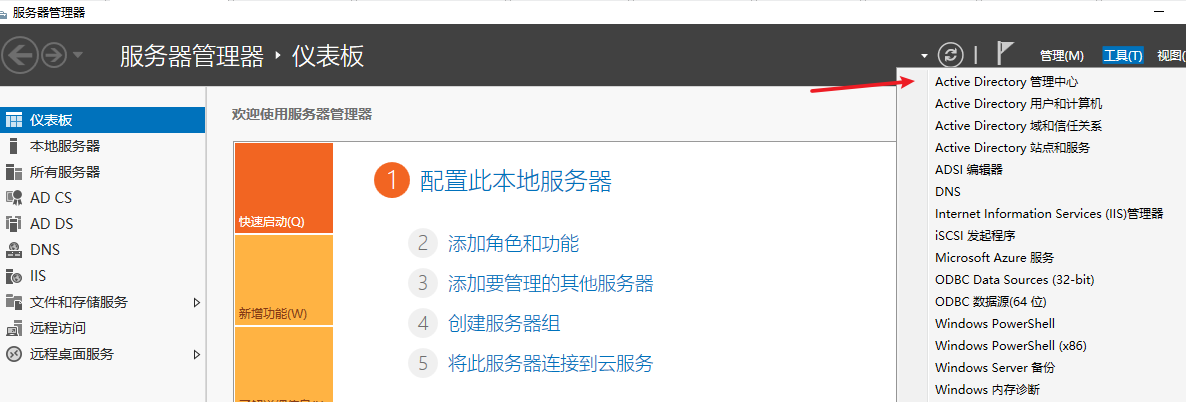 服务器管理器
服务器管理器 ‣ 仪表板
管理(M) 工具(T) 视图(
仪表板
本地服务器
所有服务器
AD CS
AD DS
DNS
IIS
文件和存储服务
远程访问
远程桌面服务
欢迎使用服务器管理器
快速启动(Q)
新增功能(W)
1 配置此本地服务器
2 添加角色和功能
3 添加要管理的其他服务器
4 创建服务器组
5 将此服务器连接到云服务
Active Directory 管理中心
Active Directory 用户和计算机
Active Directory 域和信任关系
Active Directory 站点和服务
ADSI 编辑器
DNS
Internet Information Services (IIS)管理器
iSCSI 发起程序
Microsoft Azure 服务
ODBC Data Sources (32-bit)
ODBC 数据源(64 位)
Windows PowerShell
Windows PowerShell (x86)
Windows Server 备份
Windows 内存诊断